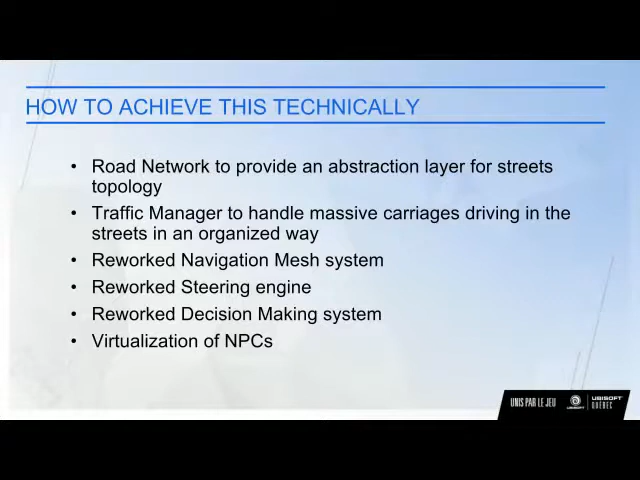 HOW TO ACHIEVE THIS TECHNICALLY
• Road Network to provide an abstraction layer for streets
topology
• Traffic Manager to handle massive carriages driving in the
streets in an organized way
• Reworked Navigation Mesh system
• Reworked Steering engine
• Reworked Decision Making system
• Virtualization of NPCs
UNIS PAR LE JEU
UBISOFT
UBISOFT
QUÉBEC